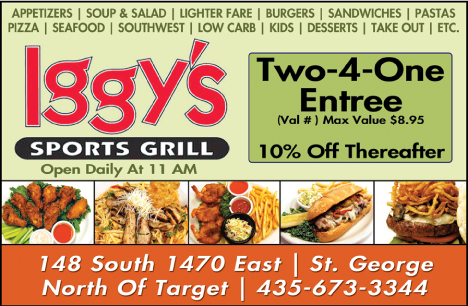 APPETIZERS | SOUP & SALAD | LIGHTER FARE | BURGERS | SANDWICHES | PASTAS
PIZZA | SEAFOOD | SOUTHWEST | LOW CARB | KIDS | DESSERTS | TAKE OUT | ETC.
Iggy's
SPORTS GRILL
Open Daily At 11 AM
Two-4-One
Entree
(Val # ) Max Value $8.95
10% Off Thereafter
148 South 1470 East | St. George
North Of Target | 435-673-3344